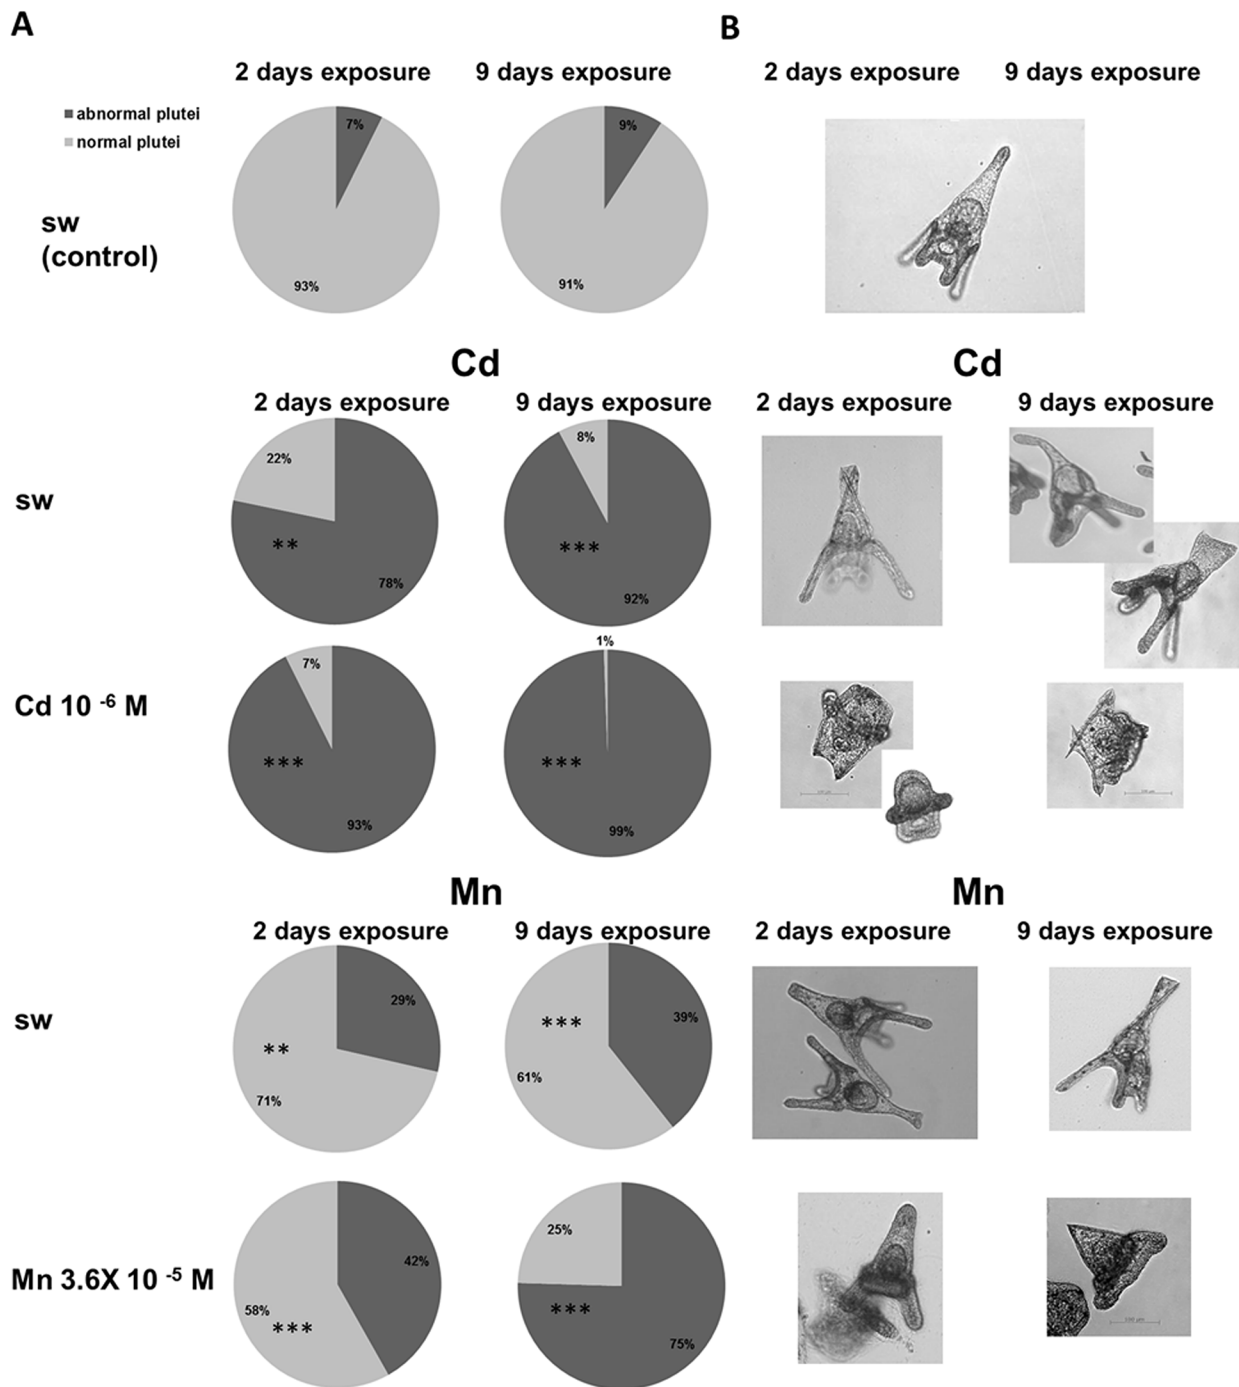 A
B
2 days exposure
9 days exposure
2 days exposure
9 days exposure
abnormal plutei
normal plutei
7%
93%
9%
91%
sw
(control)
Cd
Cd
2 days exposure
9 days exposure
2 days exposure
9 days exposure
sw
22%
**
78%
8%
***
92%
Cd 10 -6 M
7%
***
93%
1%
***
99%
Mn
Mn
2 days exposure
9 days exposure
2 days exposure
9 days exposure
sw
29%
**
71%
39%
***
61%
Mn 3.6X 10 -5 M
42%
58%
***
25%
***
75%